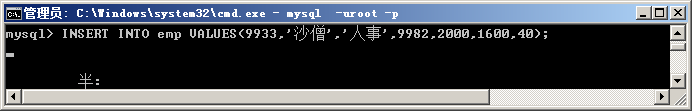 管理员: C:\Windows\system32\cmd.exe - mysql  -uroot -p
mysql> INSERT INTO emp VALUES(9933,'沙僧','人事',9982,2000,1600,40);
半: